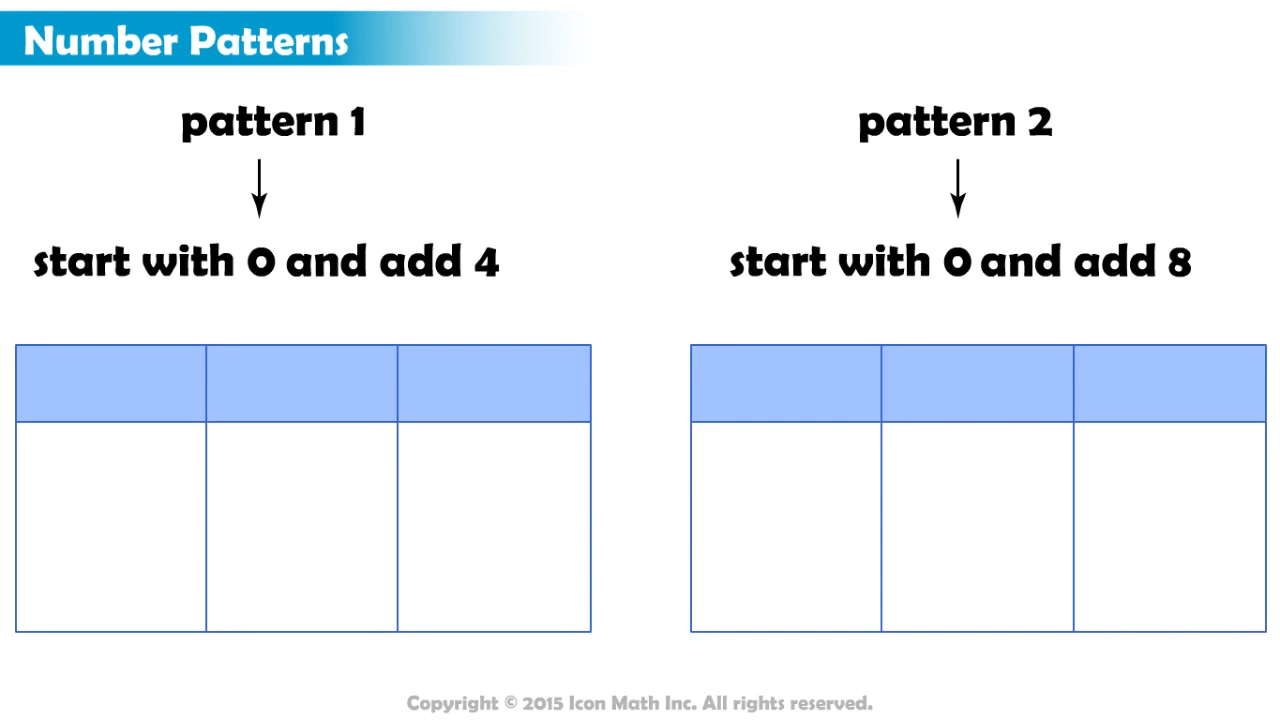 Number Patterns
pattern 1
pattern 2
start with 0 and add 4
start with 0 and add 8
Copyright © 2015 Icon Math Inc. All rights reserved.